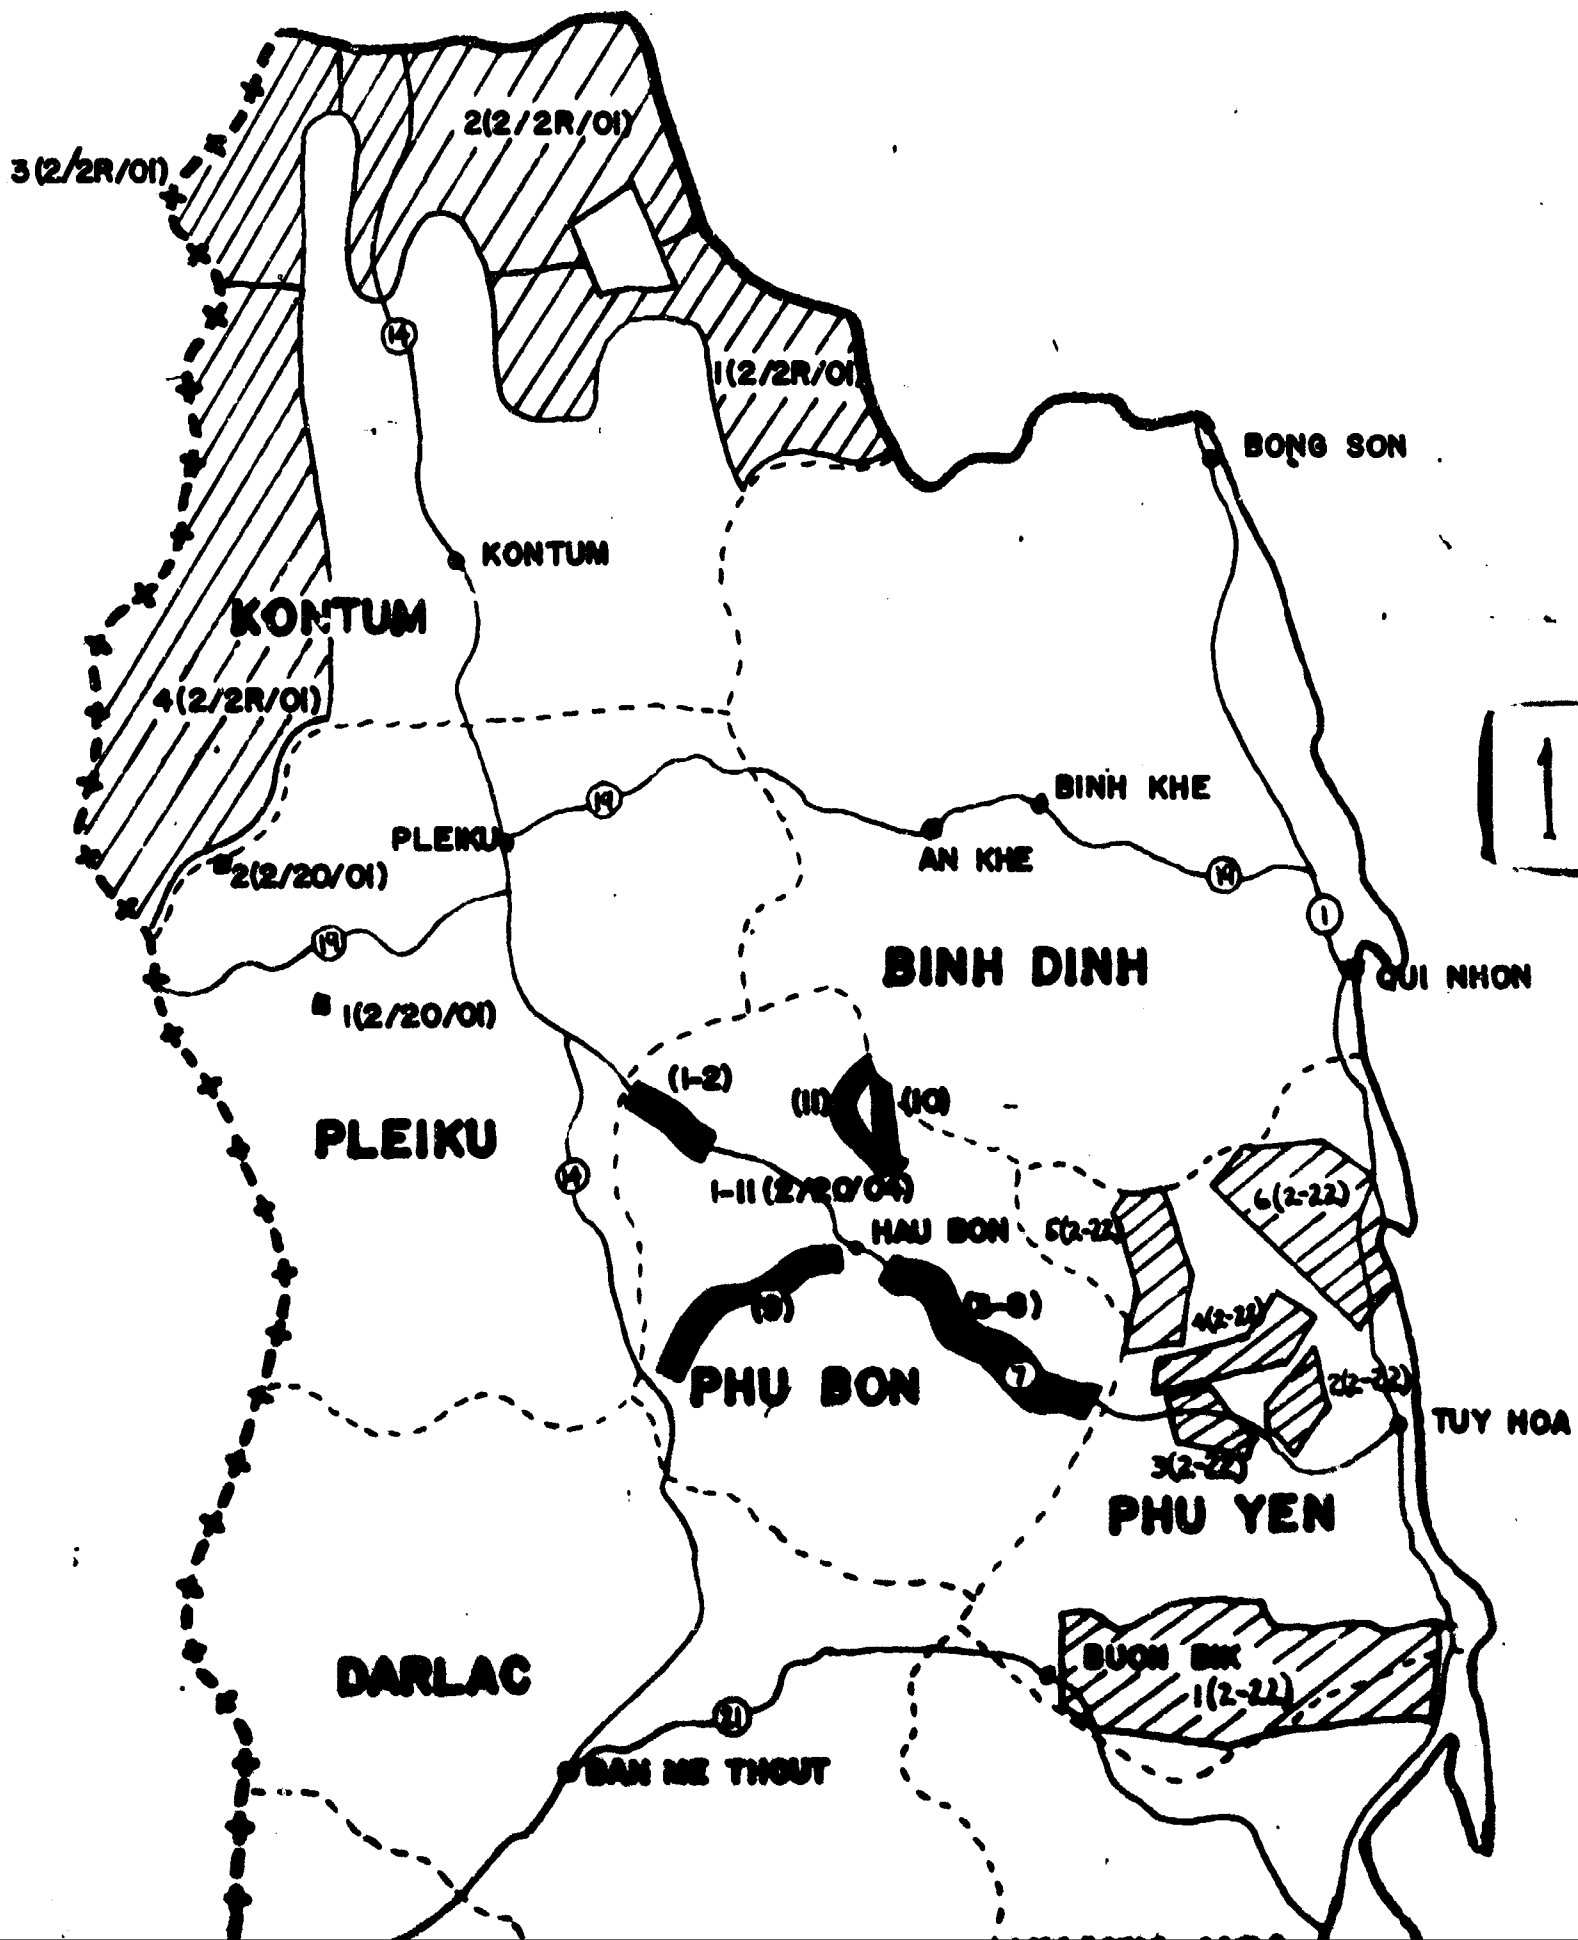 2(2/2R/01)
3(2/2R/01)
14
1(2/2R/01)
BONG SON
KONTUM
KONTUM
4(2/2R/01)
1
BINH KHE
19
PLEIKU
AN KHE
2(2/20/01)
19
1
19
BINH DINH
QUI NHON
1(2/20/01)
(1-2)
(11)
(10)
PLEIKU
14
1-11(2/20/04)
6(2-22)
HAU BON
5(2-22)
(9)
4(2-22)
7
PHU BON
2(2-22)
TUY HOA
3(2-22)
PHU YEN
BUON
DARLAC
1(2-22)
21
BAN ME THOUT